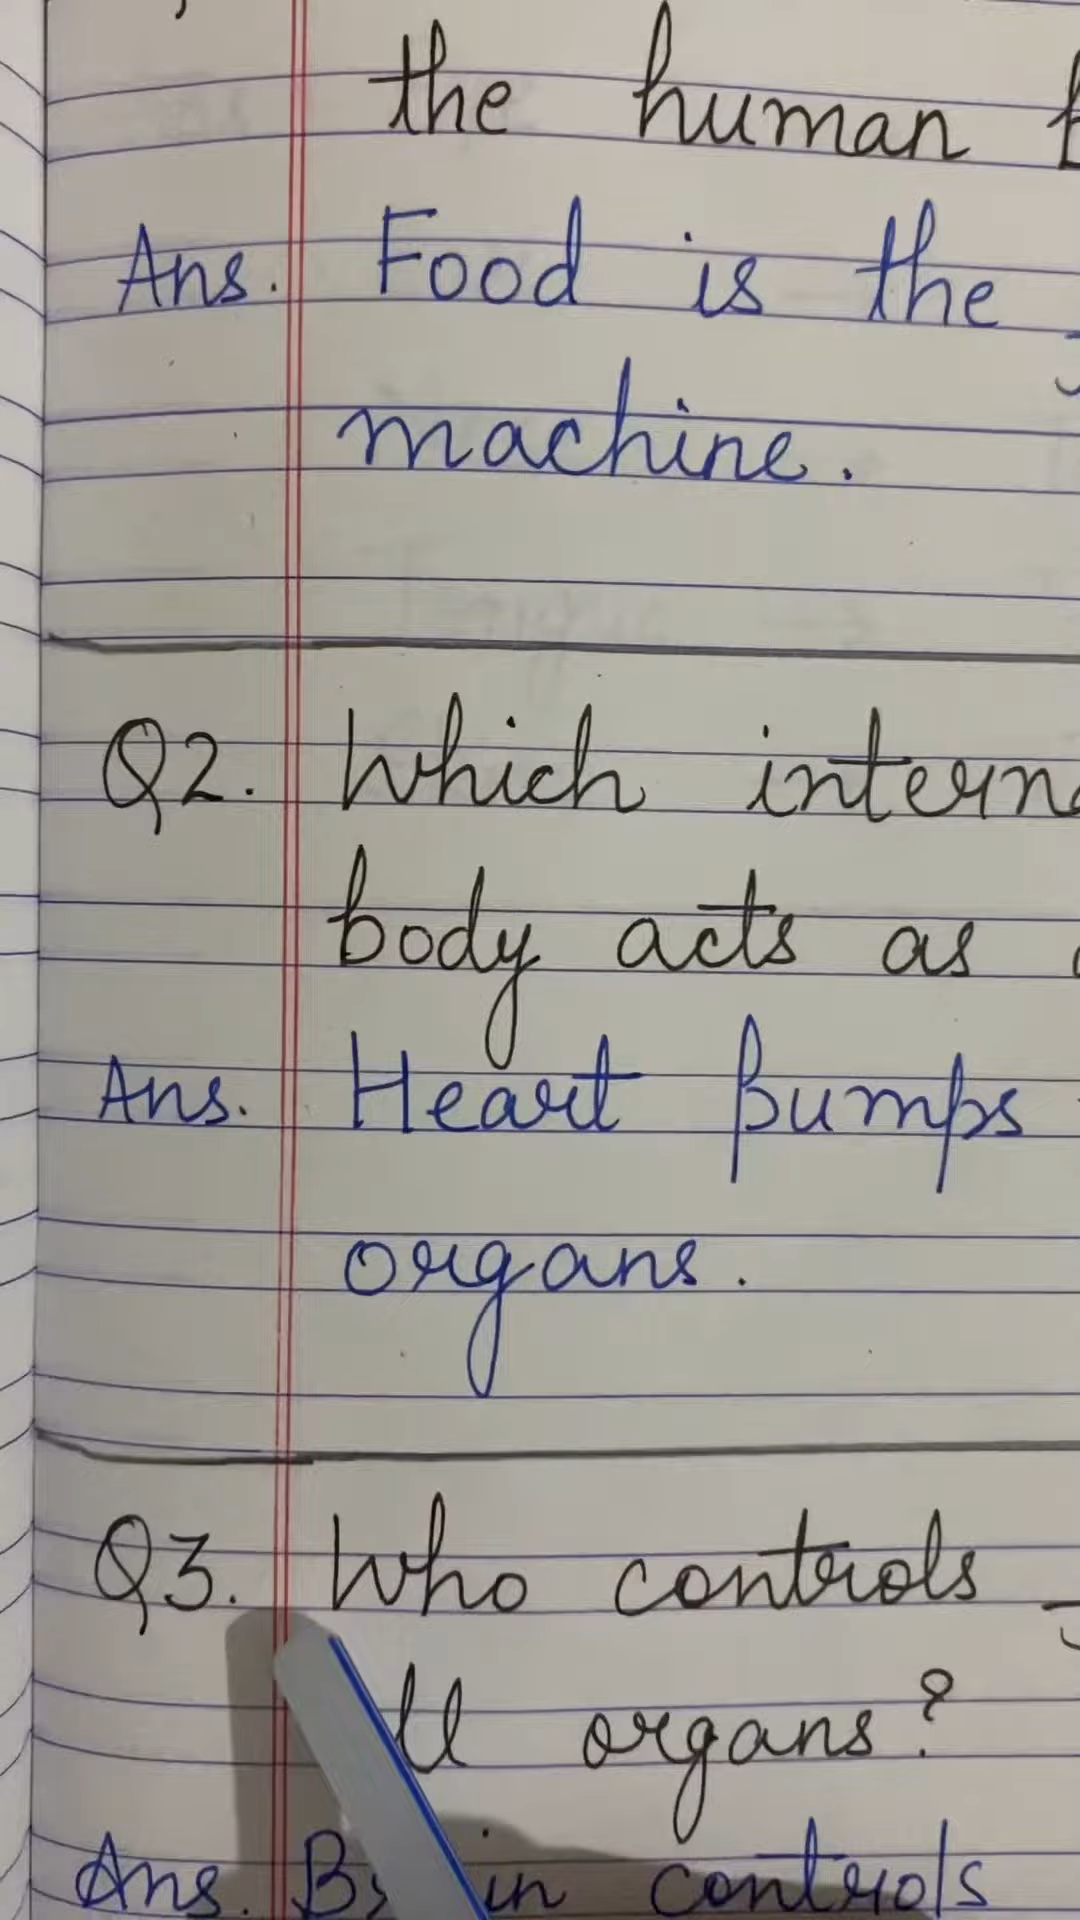 the human
Ans. Food is the
machine.
Q2. Which intern
body acts as
Ans. Heart pumps
organs.
Q3. Who controls
organs?
Ans. controls